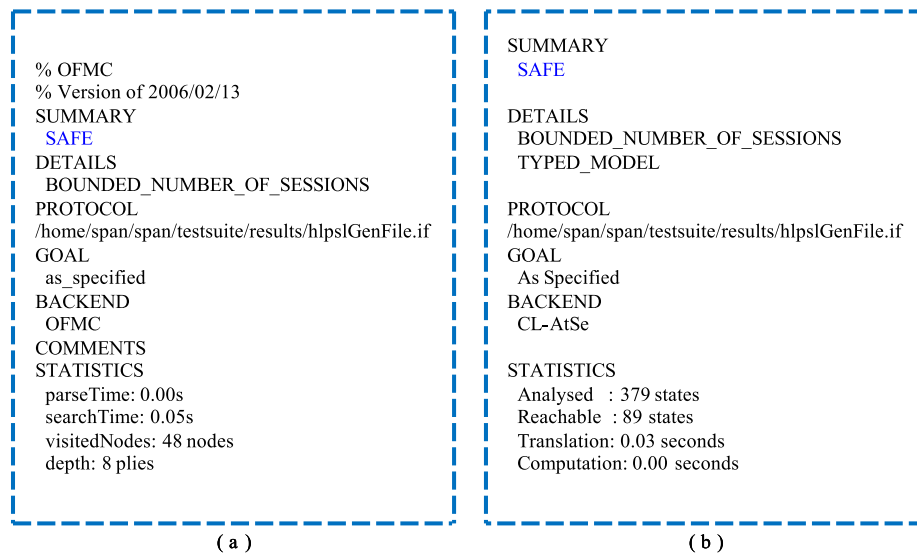 % OFMC
% Version of 2006/02/13
SUMMARY
SAFE
DETAILS
BOUNDED_NUMBER_OF_SESSIONS
PROTOCOL
/home/span/span/testsuite/results/hlpslGenFile.if
GOAL
as_specified
BACKEND
OFMC
COMMENTS
STATISTICS
parseTime: 0.00s
searchTime: 0.05s
visitedNodes: 48 nodes
depth: 8 plies
( a )
SUMMARY
SAFE
DETAILS
BOUNDED_NUMBER_OF_SESSIONS
TYPED_MODEL
PROTOCOL
/home/span/span/testsuite/results/hlpslGenFile.if
GOAL
As Specified
BACKEND
CL-AtSe
STATISTICS
Analysed : 379 states
Reachable : 89 states
Translation: 0.03 seconds
Computation: 0.00 seconds
( b )